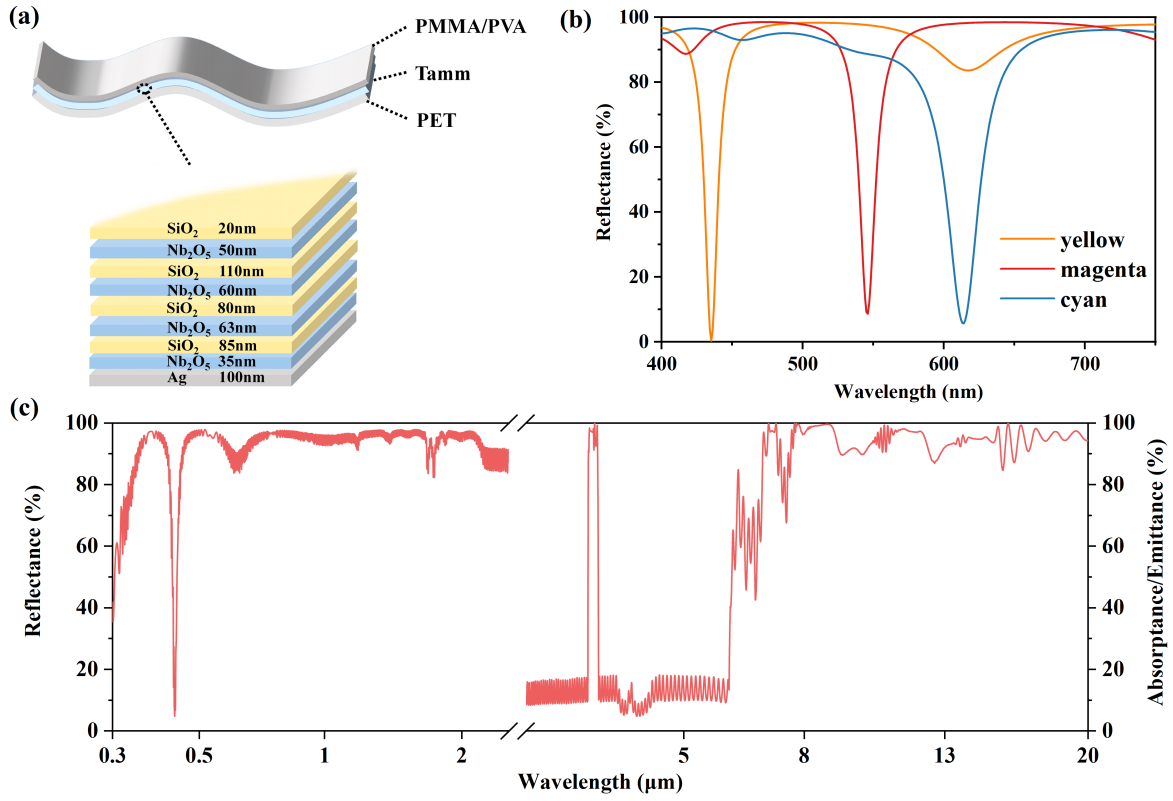 (a)
PMMA/PVA
Tamm
PET
SiO₂ 20nm
Nb₂O₅ 50nm
SiO₂ 110nm
Nb₂O₅ 60nm
SiO₂ 80nm
Nb₂O₅ 63nm
SiO₂ 85nm
Nb₂O₅ 35nm
Ag 100nm
(b)
100
80
60
40
20
0
Reflectance (%)
yellow
magenta
cyan
400 500 600 700
Wavelength (nm)
(c)
100
80
60
40
20
0
Reflectance (%)
100
80
60
40
20
0
Absorptance/Emittance (%)
0.3 0.5 1 2 5 8 13 20
Wavelength (μm)